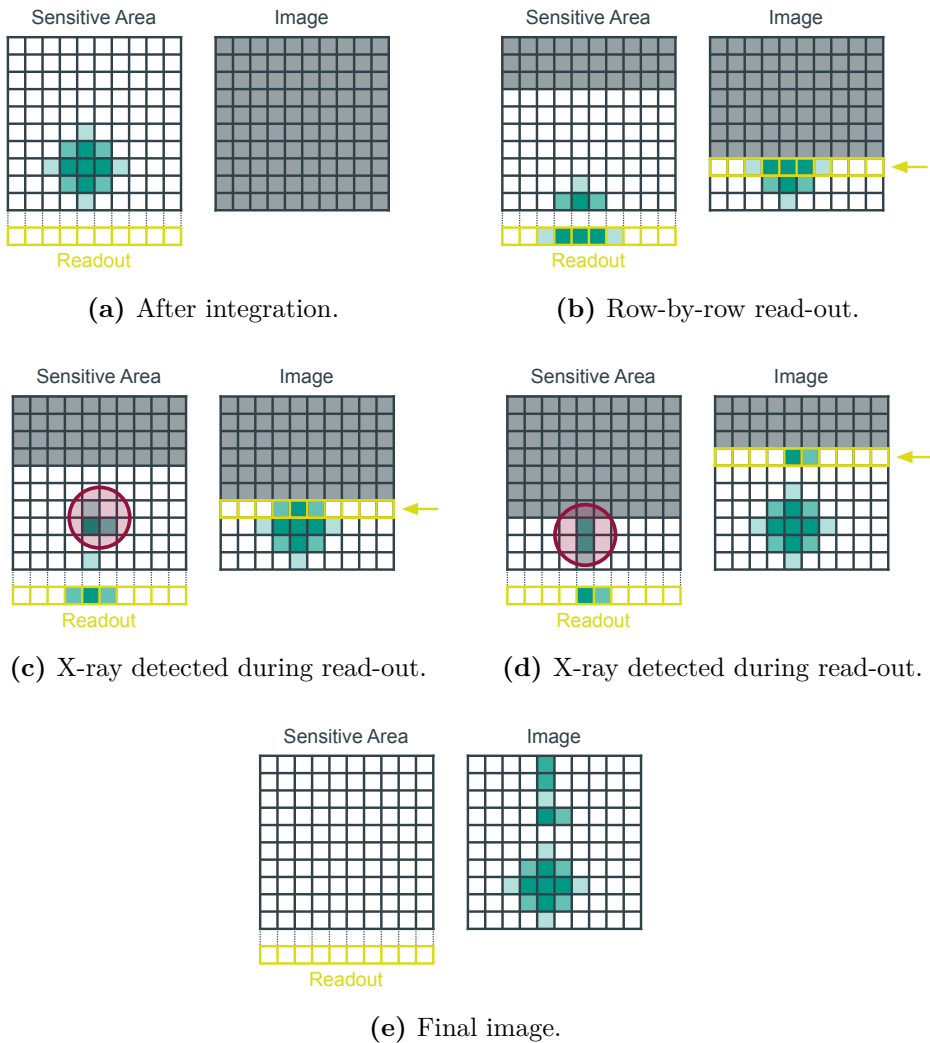 Sensitive Area Image
Readout
(a) After integration.
Sensitive Area Image
Readout
(b) Row-by-row read-out.
Sensitive Area Image
Readout
(c) X-ray detected during read-out.
Sensitive Area Image
Readout
(d) X-ray detected during read-out.
Sensitive Area Image
Readout
(e) Final image.